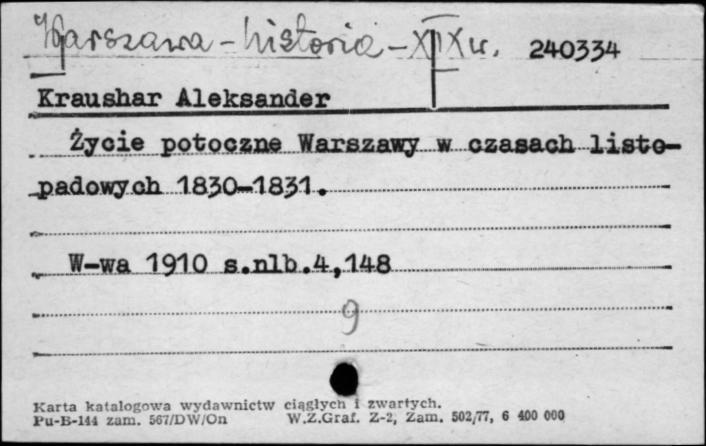 Warszawa – historia – XIX w. 240334
Kraushar Aleksander
Życie potoczne Warszawy w czasach listo-
padowych 1830-1831.
W-wa 1910 s.nlb.4,148
9
Karta katalogowa wydawnictw ciągłych i zwartych.
Pu-B-144 zam. 567/DW/On W.Z.Graf. Z-2, Zam. 502/77, 6 400 000